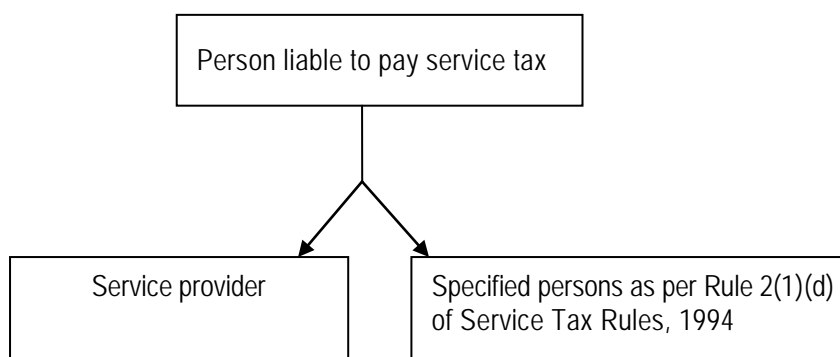 Person liable to pay service tax
Service provider
Specified persons as per Rule 2(1)(d)
of Service Tax Rules, 1994